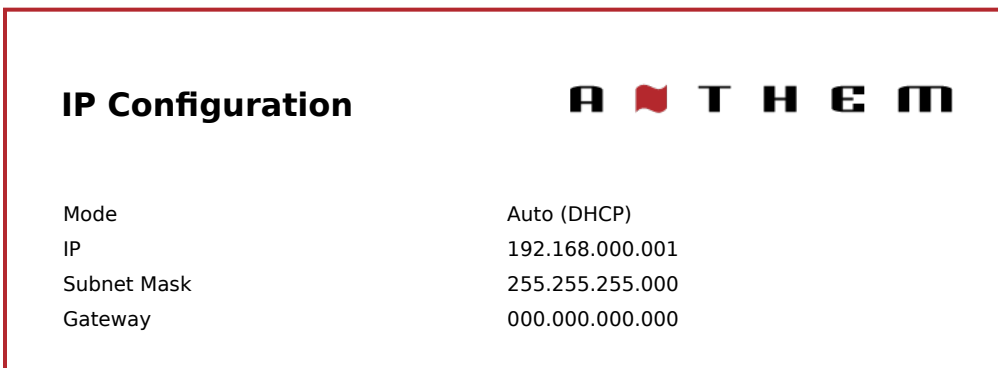 IP Configuration
ANTHEM
Mode Auto (DHCP)
IP 192.168.000.001
Subnet Mask 255.255.255.000
Gateway 000.000.000.000